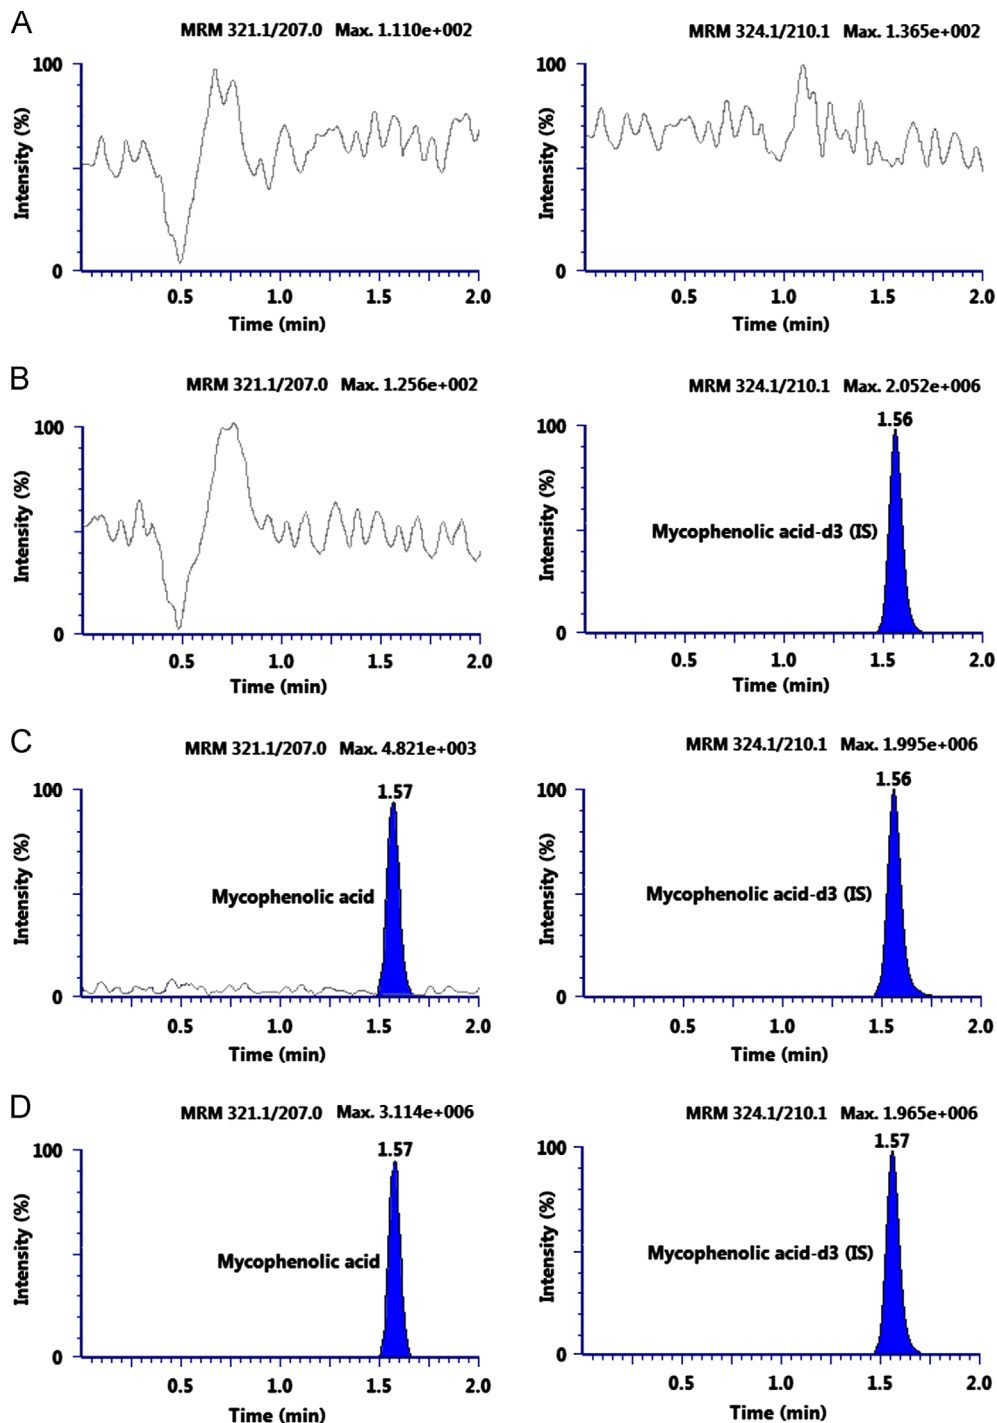 A
MRM 321.1/207.0 Max. 1.110e+002
100
Intensity (%)
0
0.5 1.0 1.5 2.0
Time (min)
MRM 324.1/210.1 Max. 1.365e+002
100
Intensity (%)
0
0.5 1.0 1.5 2.0
Time (min)
B
MRM 321.1/207.0 Max. 1.256e+002
100
Intensity (%)
0
0.5 1.0 1.5 2.0
Time (min)
MRM 324.1/210.1 Max. 2.052e+006
1.56
100
Mycophenolic acid-d3 (IS)
Intensity (%)
0
0.5 1.0 1.5 2.0
Time (min)
C
MRM 321.1/207.0 Max. 4.821e+003
1.57
100
Mycophenolic acid
Intensity (%)
0
0.5 1.0 1.5 2.0
Time (min)
MRM 324.1/210.1 Max. 1.995e+006
1.56
100
Mycophenolic acid-d3 (IS)
Intensity (%)
0
0.5 1.0 1.5 2.0
Time (min)
D
MRM 321.1/207.0 Max. 3.114e+006
1.57
100
Mycophenolic acid
Intensity (%)
0
0.5 1.0 1.5 2.0
Time (min)
MRM 324.1/210.1 Max. 1.965e+006
1.57
100
Mycophenolic acid-d3 (IS)
Intensity (%)
0
0.5 1.0 1.5 2.0
Time (min)